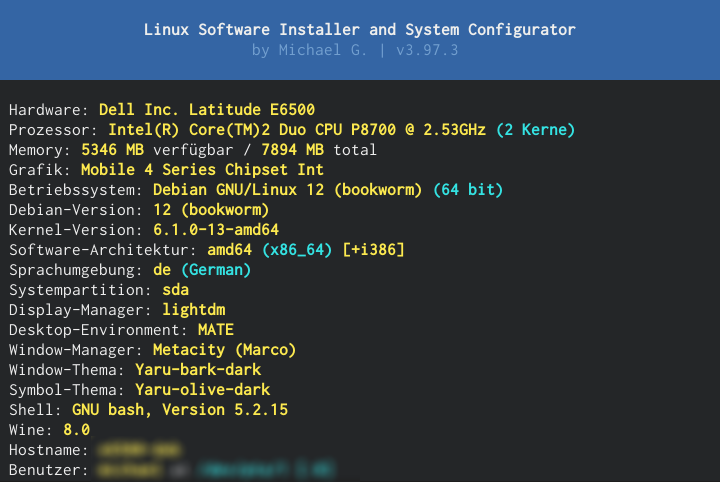 Linux Software Installer and System Configurator
by Michael G. | v3.97.3
Hardware: Dell Inc. Latitude E6500
Prozessor: Intel(R) Core(TM)2 Duo CPU P8700 @ 2.53GHz (2 Kerne)
Memory: 5346 MB verfügbar / 7894 MB total
Grafik: Mobile 4 Series Chipset Int
Betriebssystem: Debian GNU/Linux 12 (bookworm) (64 bit)
Debian-Version: 12 (bookworm)
Kernel-Version: 6.1.0-13-amd64
Software-Architektur: amd64 (x86_64) [+i386]
Sprachumgebung: de (German)
Systempartition: sda
Display-Manager: lightdm
Desktop-Environment: MATE
Window-Manager: Metacity (Marco)
Window-Thema: Yaru-bark-dark
Symbol-Thema: Yaru-olive-dark
Shell: GNU bash, Version 5.2.15
Wine: 8.0
Hostname:
Benutzer: